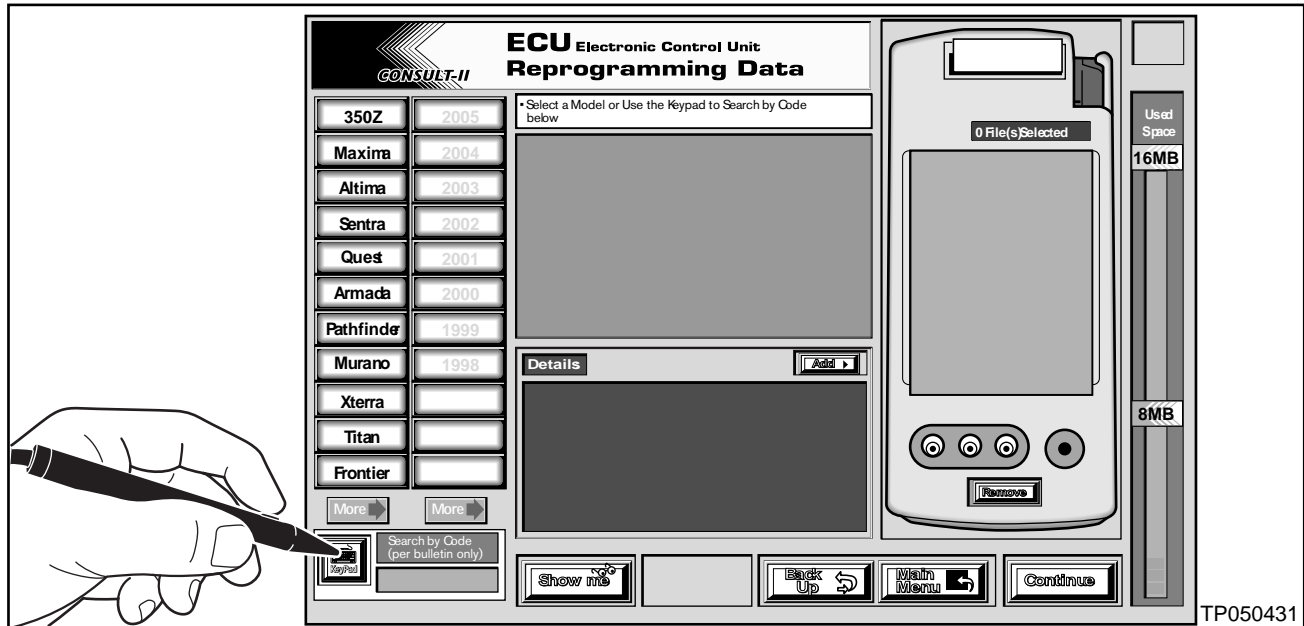 CONSULT-II
ECU Electronic Control Unit
Reprogramming Data
350Z
Maxima
Altima
Sentra
Quest
Armada
Pathfinder
Murano
Xterra
Titan
Frontier
More
2005
2004
2003
2002
2001
2000
1999
1998
More
KeyPad
Search by Code
(per bulletin only)
• Select a Model or Use the Keypad to Search by Code
below
Details
Add
0 File(s)Selected
Remove
Used
Space
16MB
8MB
Show me
Back
Up
Main
Menu
Continue
TP050431